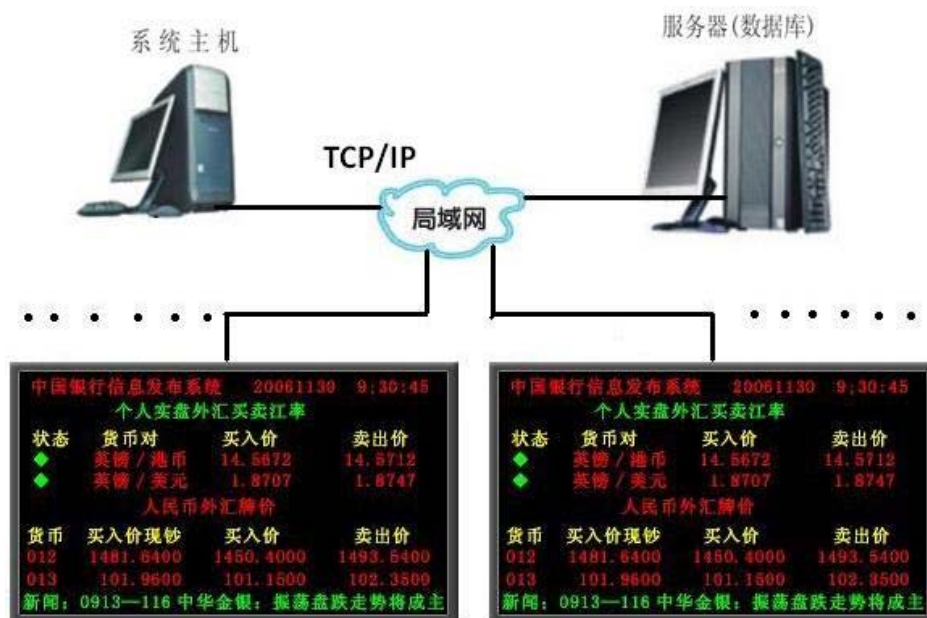 系统主机
服务器(数据库)
TCP/IP
局域网
中国银行信息发布系统 20061130 9:30:45
个人实盘外汇买卖江率
状态 货币对 买入价 卖出价
英镑/港币 14.5672 14.5712
英镑/美元 1.8707 1.8747
人民币外汇牌价
货币 买入价现钞 买入价 卖出价
012 1481.6400 1450.4000 1493.5400
013 101.9600 101.1500 102.3500
新闻: 0913—116 中华金银: 振荡盘跌走势将成主
中国银行信息发布系统 20061130 9:30:45
个人实盘外汇买卖江率
状态 货币对 买入价 卖出价
英镑/港币 14.5672 14.5712
英镑/美元 1.8707 1.8747
人民币外汇牌价
货币 买入价现钞 买入价 卖出价
012 1481.6400 1450.4000 1493.5400
013 101.9600 101.1500 102.3500
新闻: 0913—116 中华金银: 振荡盘跌走势将成主